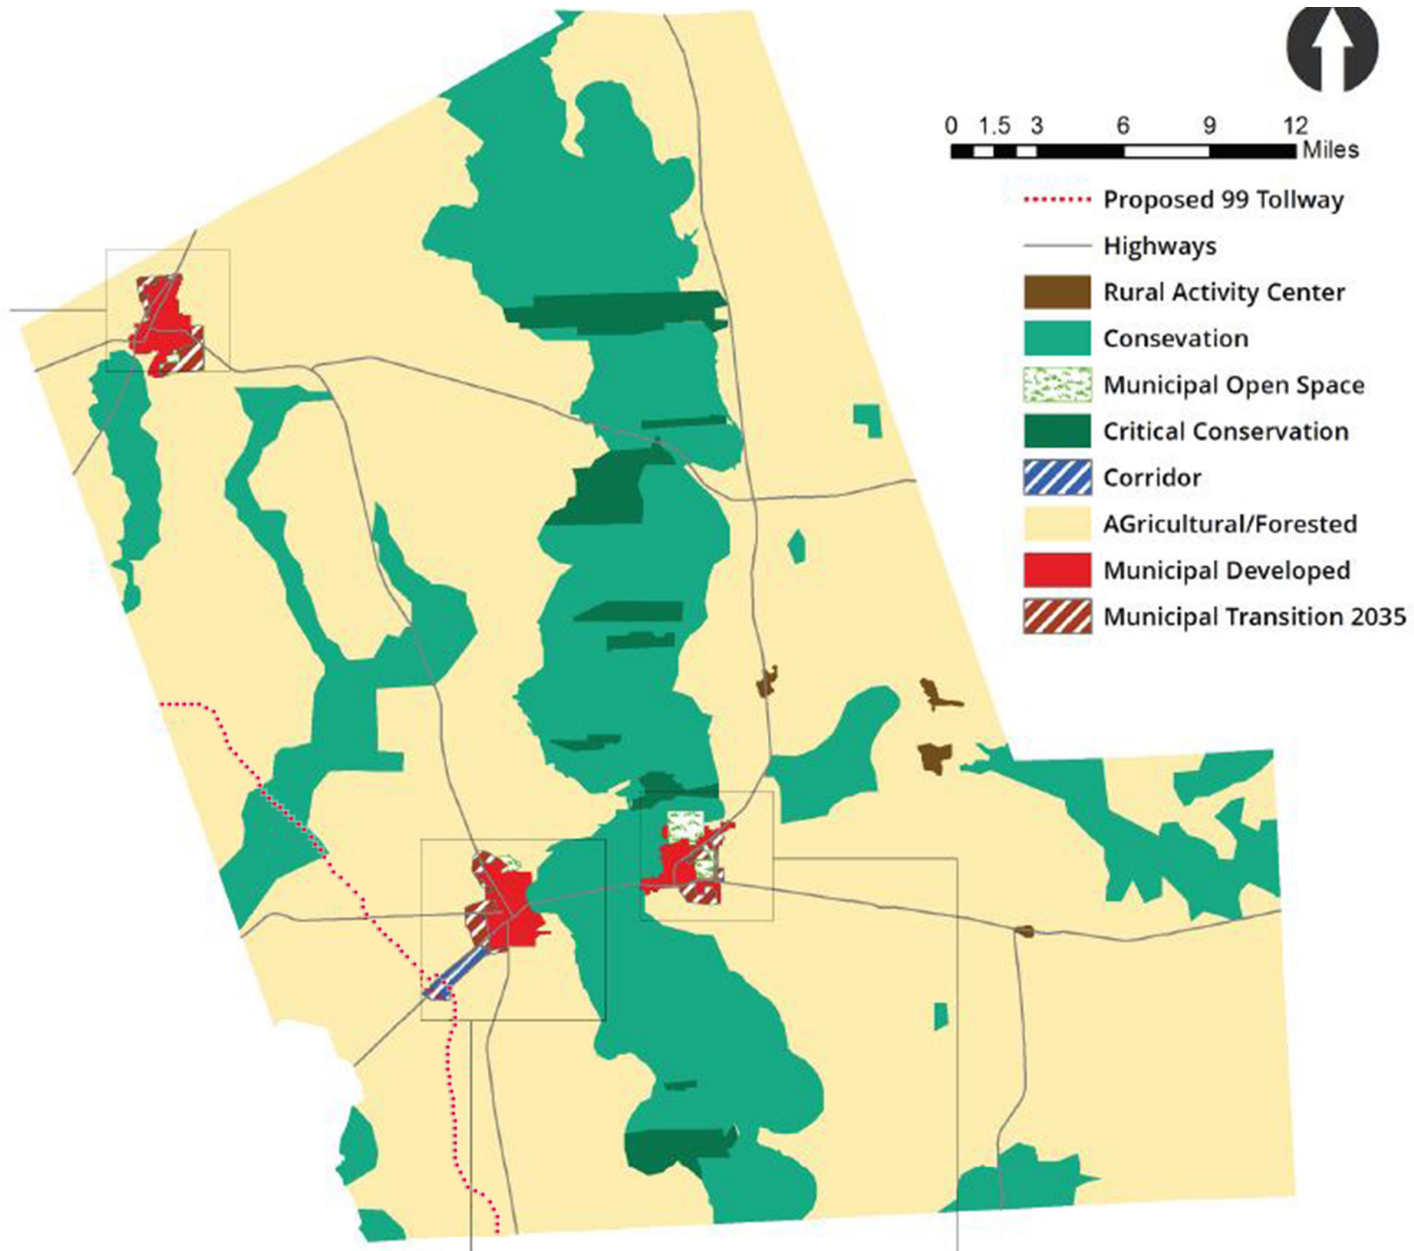 0 1.5 3 6 9 12
Miles
Proposed 99 Tollway
Highways
Rural Activity Center
Consevation
Municipal Open Space
Critical Conservation
Corridor
AGricultural/Forested
Municipal Developed
Municipal Transition 2035